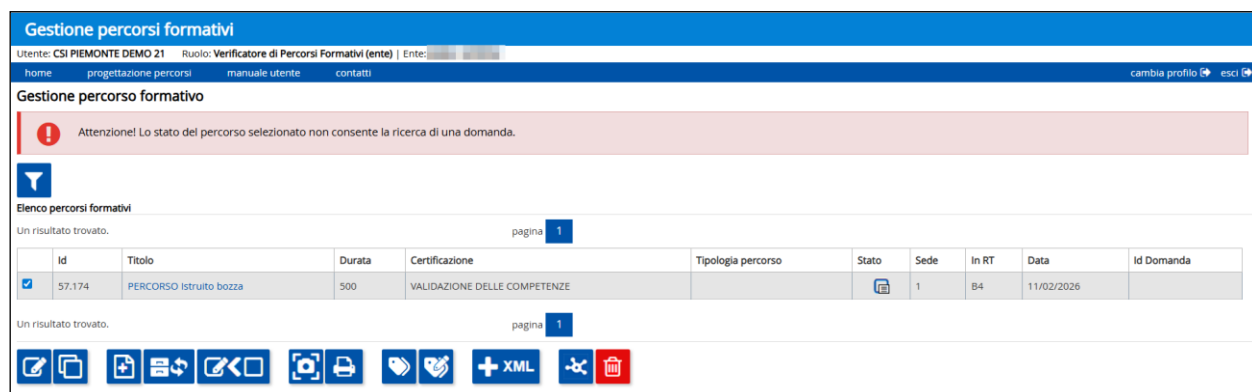 Gestione percorsi formativi
Utente: CSI PIEMONTE DEMO 21 Ruolo: Verificatore di Percorsi Formativi (ente) | Ente:
home progettazione percorsi manuale utente contatti cambia profilo esci
Gestione percorso formativo
Attenzione! Lo stato del percorso selezionato non consente la ricerca di una domanda.
Elenco percorsi formativi
Un risultato trovato. pagina 1
Id Titolo Durata Certificazione Tipologia percorso Stato Sede In RT Data Id Domanda
57.174 PERCORSO Istruito bozza 500 VALIDAZIONE DELLE COMPETENZE 1 B4 11/02/2026
Un risultato trovato. pagina 1
XML